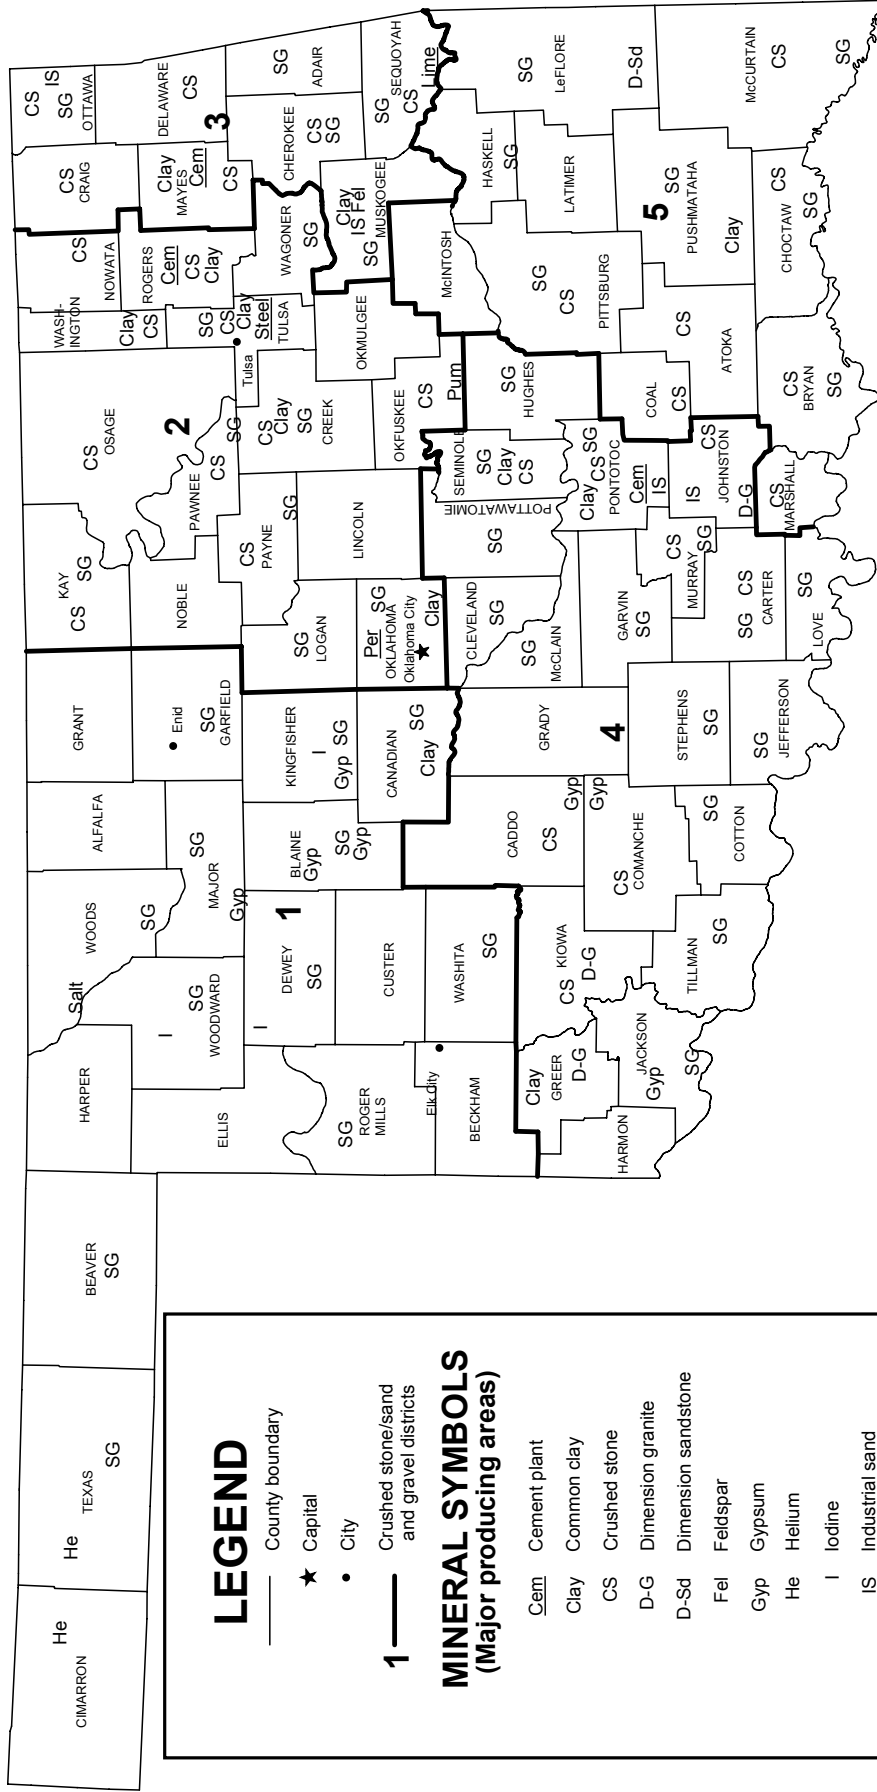 CIMARRON
He
TEXAS
He
SG
BEAVER
SG
HARPER
WOODS
Salt
SG
ALFALFA
GRANT
KAY
CS
SG
OSAGE
CS
SG
WASH-
INGTON
Clay
CS
NOWATA
CS
CRAIG
CS
OTTAWA
CS
IS
SG
ELLIS
WOODWARD
I
SG
MAJOR
SG
Gyp
Enid
SG
GARFIELD
NOBLE
PAWNEE
CS
2
ROGERS
Cem
CS
Clay
MAYES
Clay
Cem
CS
DELAWARE
CS
3
SG
ROGER
MILLS
DEWEY
I
SG
1
BLAINE
Gyp
SG
Gyp
KINGFISHER
I
Gyp SG
LOGAN
SG
PAYNE
CS
SG
CREEK
CS
Clay
SG
Tulsa
TULSA
SG
CS
Clay
Steel
WAGONER
SG
CHEROKEE
CS
SG
ADAIR
SG
CUSTER
CANADIAN
Clay
SG
Per
SG
OKLAHOMA
Oklahoma City
Clay
LINCOLN
OKFUSKEE
CS
Pum
OKMULGEE
MUSKOGEE
Clay
IS Fel
SG
SEQUOYAH
SG
CS
Lime
Elk City
BECKHAM
WASHITA
SG
CADDO
CS
Gyp
GRADY
McCLAIN
SG
CLEVELAND
SG
POTTAWATOMIE
SG
SEMINOLE
SG
Clay
CS
HUGHES
SG
McINTOSH
HASKELL
SG
LeFLORE
SG
D-Sd
HARMON
GREER
Clay
D-G
KIOWA
CS
D-G
COMANCHE
CS
Gyp
4
GARVIN
SG
PONTOTOC
Clay
CS
SG
Cem
IS
COAL
CS
PITTSBURG
SG
CS
LATIMER
JACKSON
Gyp
SG
TILLMAN
SG
COTTON
SG
STEPHENS
SG
MURRAY
CS
SG
JOHNSTON
CS
IS
D-G
ATOKA
CS
PUSHMATAHA
SG
Clay
5
McCURTAIN
CS
SG
JEFFERSON
SG
CARTER
SG
CS
LOVE
SG
MARSHALL
CS
BRYAN
CS
SG
CHOCTAW
CS
SG
LEGEND
County boundary
Capital
City
1 Crushed stone/sand
and gravel districts
MINERAL SYMBOLS
(Major producing areas)
Cem Cement plant
Clay Common clay
CS Crushed stone
D-G Dimension granite
D-Sd Dimension sandstone
Fel Feldspar
Gyp Gypsum
He Helium
I Iodine
IS Industrial sand